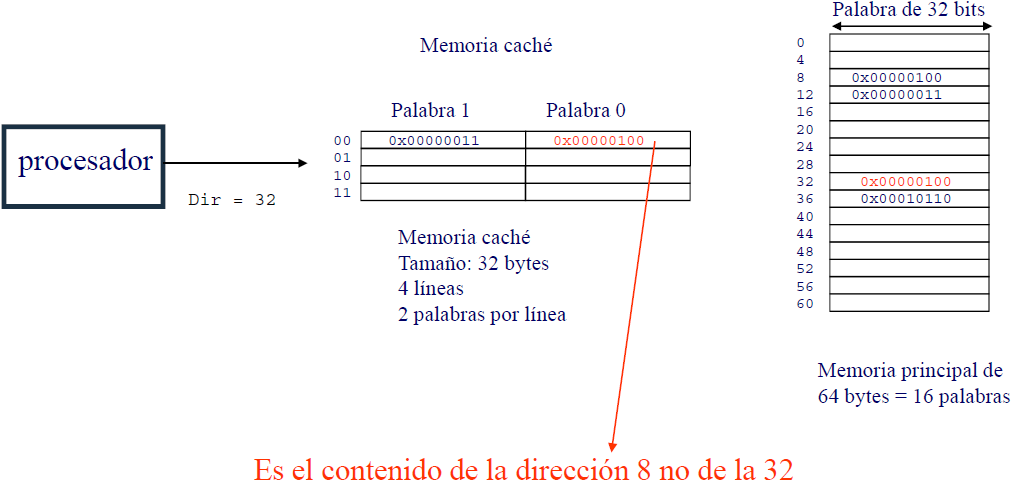 Palabra de 32 bits
Memoria caché
Palabra 1 Palabra 0
00 0x00000011 0x00000100
01
10
11
procesador
Dir = 32
Memoria caché
Tamaño: 32 bytes
4 líneas
2 palabras por línea
0
4
8 0x00000100
12 0x00000011
16
20
24
28
32 0x00000100
36 0x00010110
40
44
48
52
56
60
Memoria principal de
64 bytes = 16 palabras
Es el contenido de la dirección 8 no de la 32